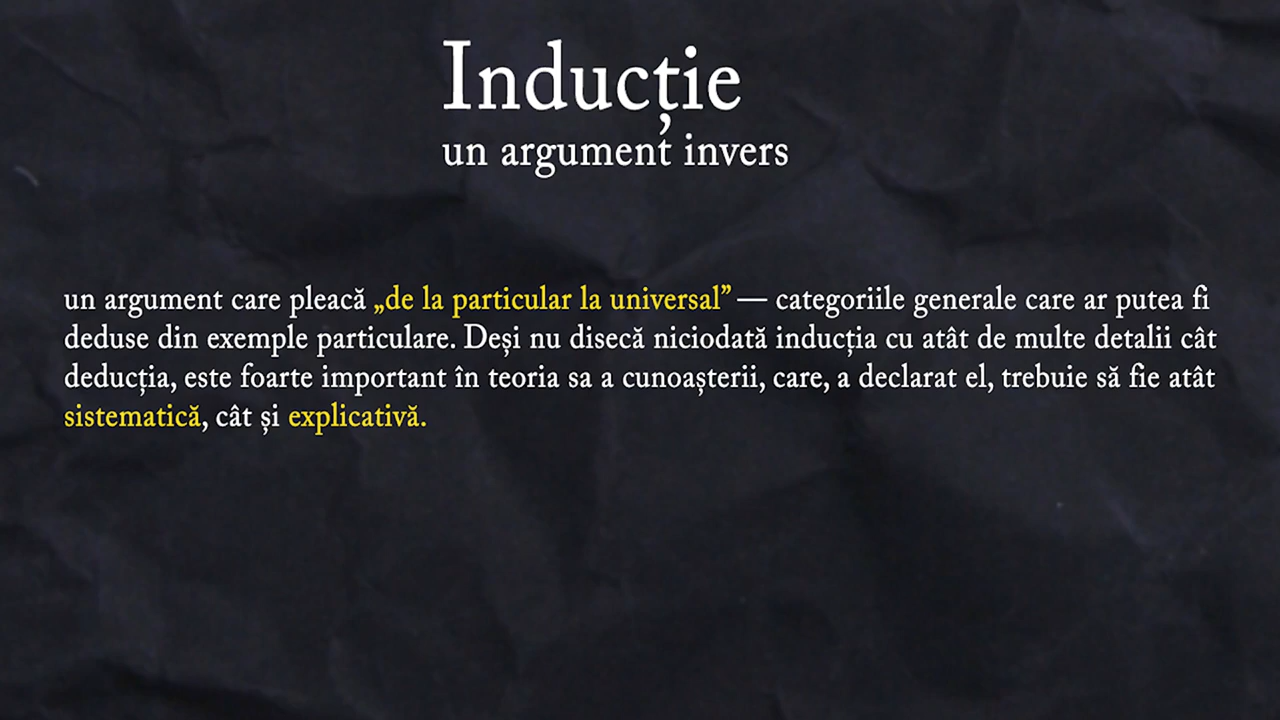 Inducție
un argument invers
un argument care pleacă „de la particular la universal” — categoriile generale care ar putea fi
deduse din exemple particulare. Deși nu disecă niciodată inducția cu atât de multe detalii cât
deducția, este foarte important în teoria sa a cunoașterii, care, a declarat el, trebuie să fie atât
sistematică, cât și explicativă.